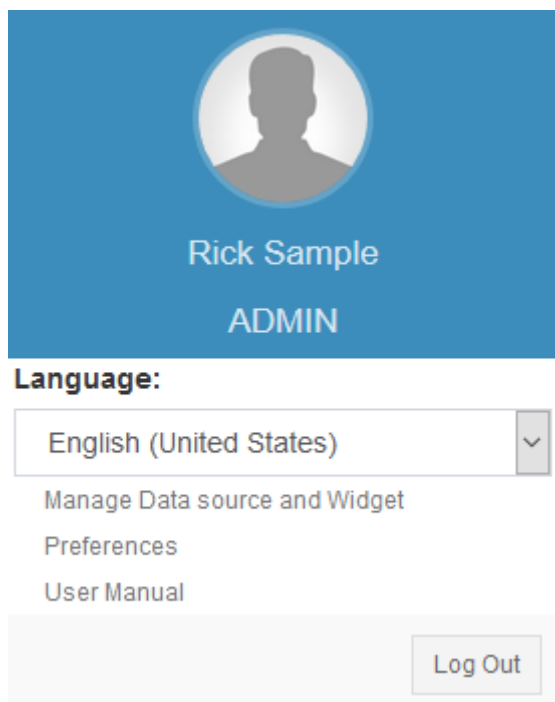 Rick Sample
ADMIN
Language:
English (United States)
Manage Data source and Widget
Preferences
User Manual
Log Out